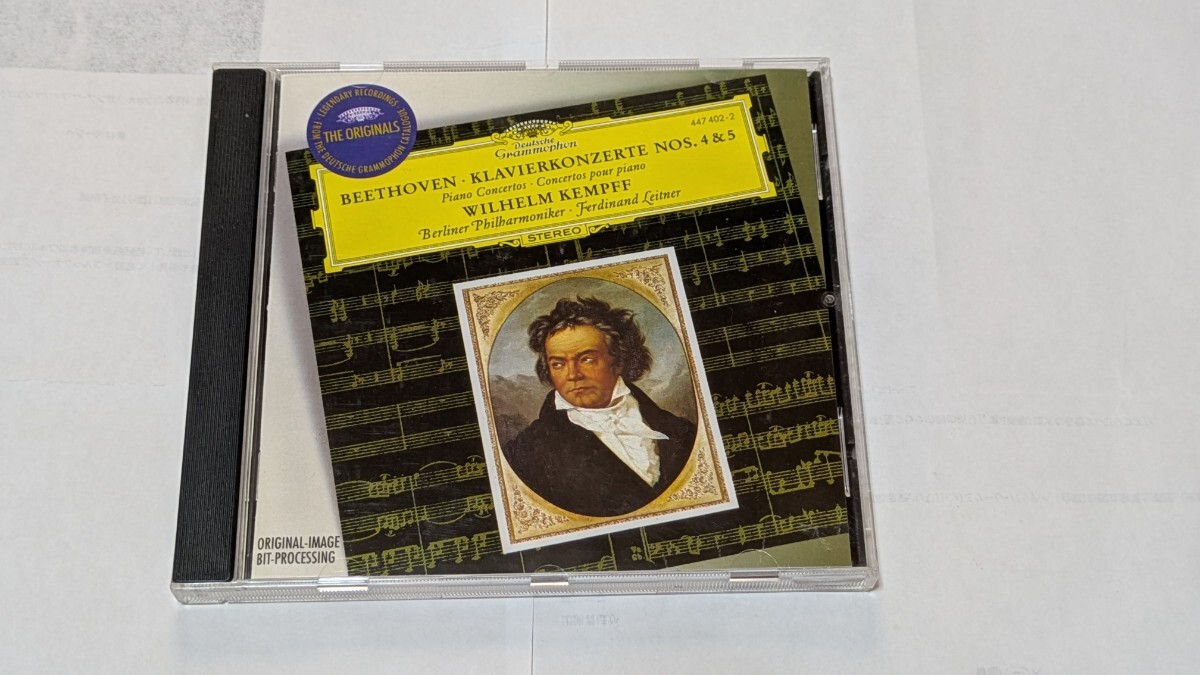 · LEGENDARY RECORDINGS ·
THE ORIGINALS
FROM THE DEUTSCHE GRAMMOPHON CATALOGUE
447 402-2
Deutsche
Grammophon
BEETHOVEN · KLAVIERKONZERTE NOS. 4 & 5
Piano Concertos · Concertos pour piano
WILHELM KEMPFF
Berliner Philharmoniker · Ferdinand Leitner
STEREO
ORIGINAL-IMAGE
BIT-PROCESSING